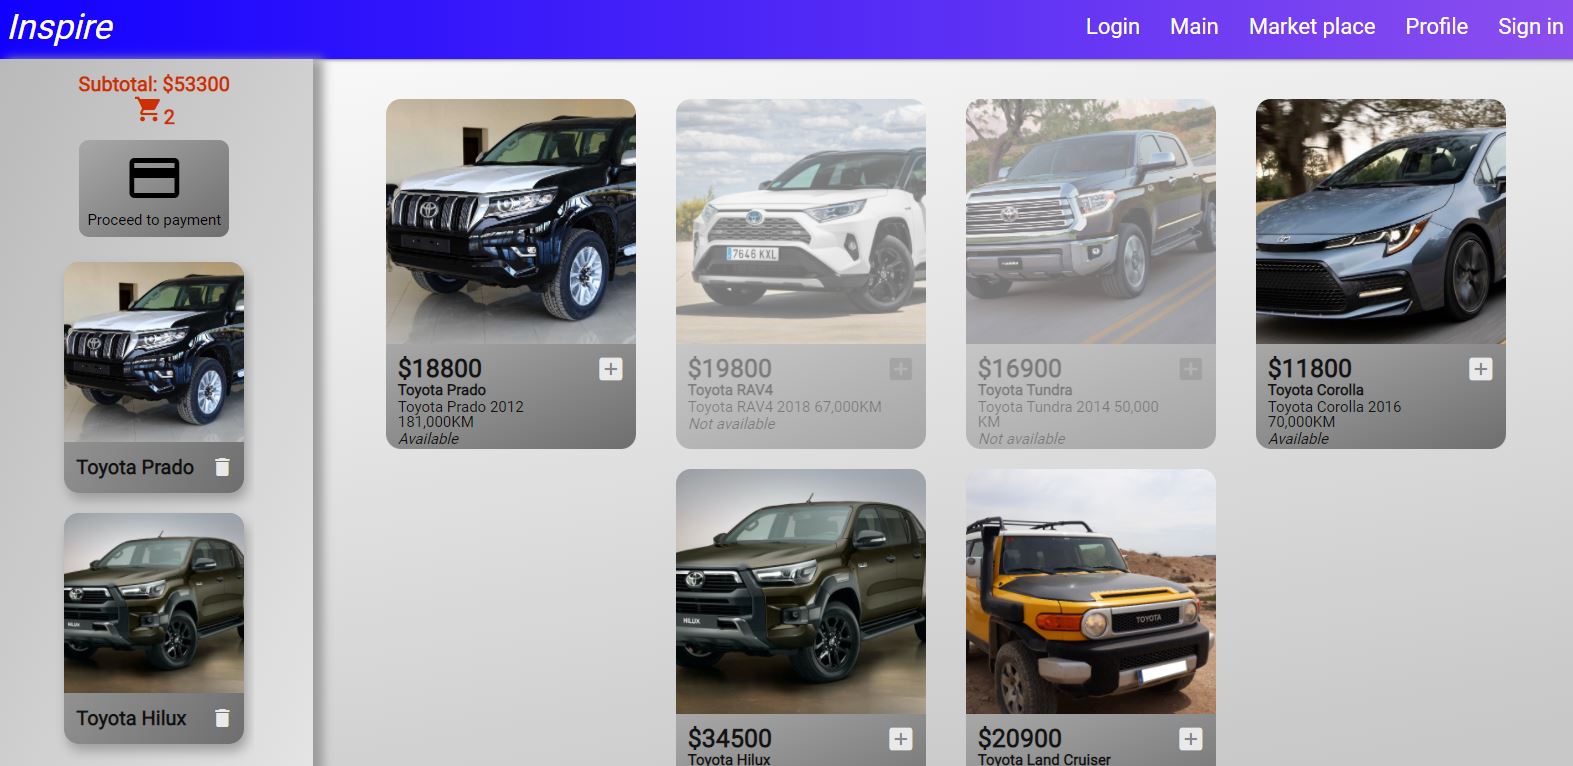 Inspire
Login
Main
Market place
Profile
Sign in
Subtotal: $53300
2
Proceed to payment
Toyota Prado
Toyota Hilux
7646 KXL
$18800
Toyota Prado
Toyota Prado 2012
181,000KM
Available
$19800
Toyota RAV4
Toyota RAV4 2018 67,000KM
Not available
$16900
Toyota Tundra
Toyota Tundra 2014 50,000
KM
Not available
$11800
Toyota Corolla
Toyota Corolla 2016
70,000KM
Available
HILUX
HILUX
TOYOTA
$34500
Toyota Hilux
$20900
Toyota Land Cruiser